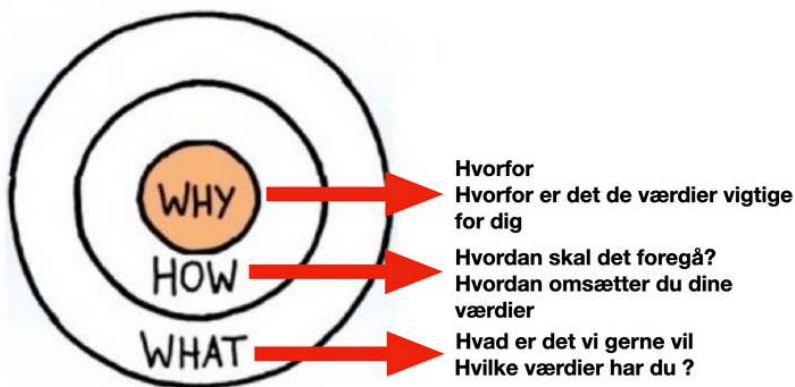 WHY
HOW
WHAT
Hvorfor
Hvorfor er det de værdier vigtige
for dig
Hvordan skal det foregå?
Hvordan omsætter du dine
værdier
Hvad er det vi gerne vil
Hvilke værdier har du ?